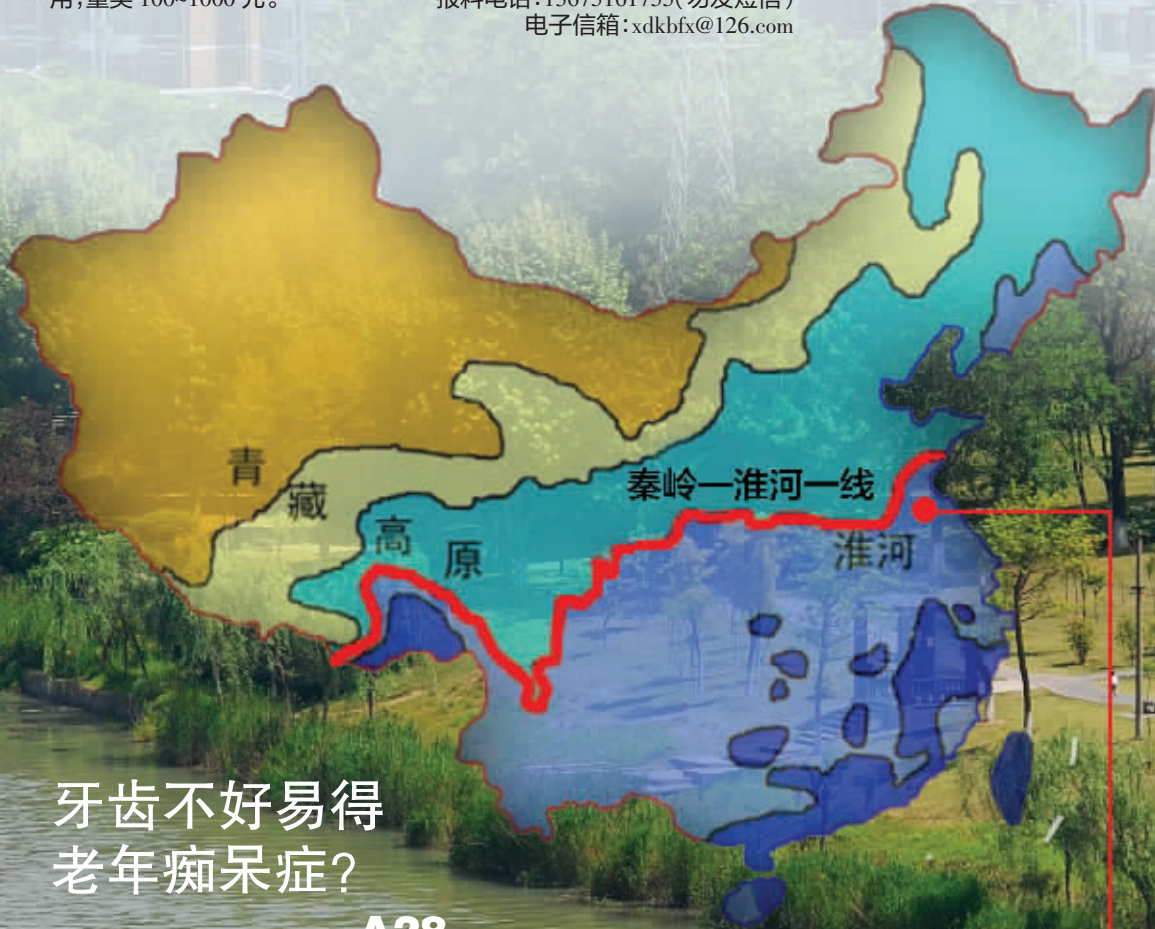 电子信箱：xdkbfx@126.com
秦岭—淮河一线
青
藏
高
原
淮河
牙齿不好易得
老年痴呆症？